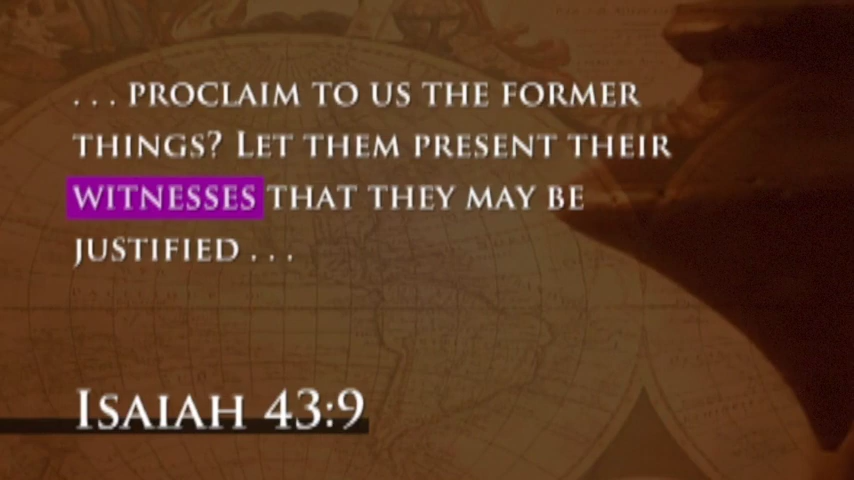 . . . PROCLAIM TO US THE FORMER
THINGS? LET THEM PRESENT THEIR
WITNESSES THAT THEY MAY BE
JUSTIFIED . . .
ISAIAH 43:9